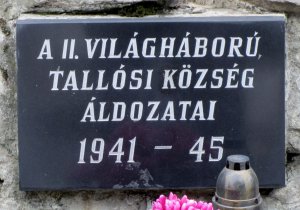 A II. VILÁGHÁBORÚ
TALLÓSI KÖZSÉG
ÁLDOZATAI
1941 – 45